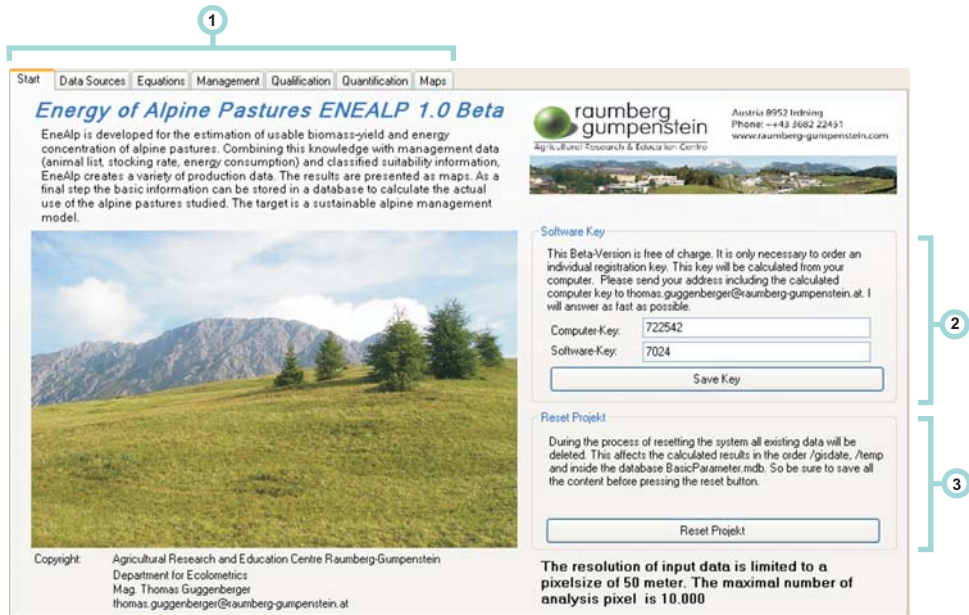 1
Start Data Sources Equations Management Qualification Quantification Maps
Energy of Alpine Pastures ENEALP 1.0 Beta
EneAlp is developed for the estimation of usable biomass-yield and energy
concentration of alpine pastures. Combining this knowledge with management data
(animal list, stocking rate, energy consumption) and classified suitability information,
EneAlp creates a variety of production data. The results are presented as maps. As a
final step the basic information can be stored in a database to calculate the actual
use of the alpine pastures studied. The target is a sustainable alpine management
model.
raumberg
gumpenstein
Agricultural Research & Education Centre
Austria 8952 Irdning
Phone: -+43 3682 22451
www.raumberg-gumpenstein.com
Software Key
This Beta-Version is free of charge. It is only necessary to order an
individual registration key. This key will be calculated from your
computer. Please send your address including the calculated
computer key to thomas.guggenberger@raumberg-gumpenstein.at. I
will answer as fast as possible.
Computer-Key: 722542
Software-Key: 7024
Save Key
2
Reset Projekt
During the process of resetting the system all existing data will be
deleted. This affects the calculated results in the order /gisdate, /temp
and inside the database BasicParameter.mdb. So be sure to save all
the content before pressing the reset button.
Reset Projekt
3
Copyright: Agricultural Research and Education Centre Raumberg-Gumpenstein
Department for Ecolometrics
Mag. Thomas Guggenberger
thomas.guggenberger@raumberg-gumpenstein.at
The resolution of input data is limited to a
pixelsize of 50 meter. The maximal number of
analysis pixel is 10.000